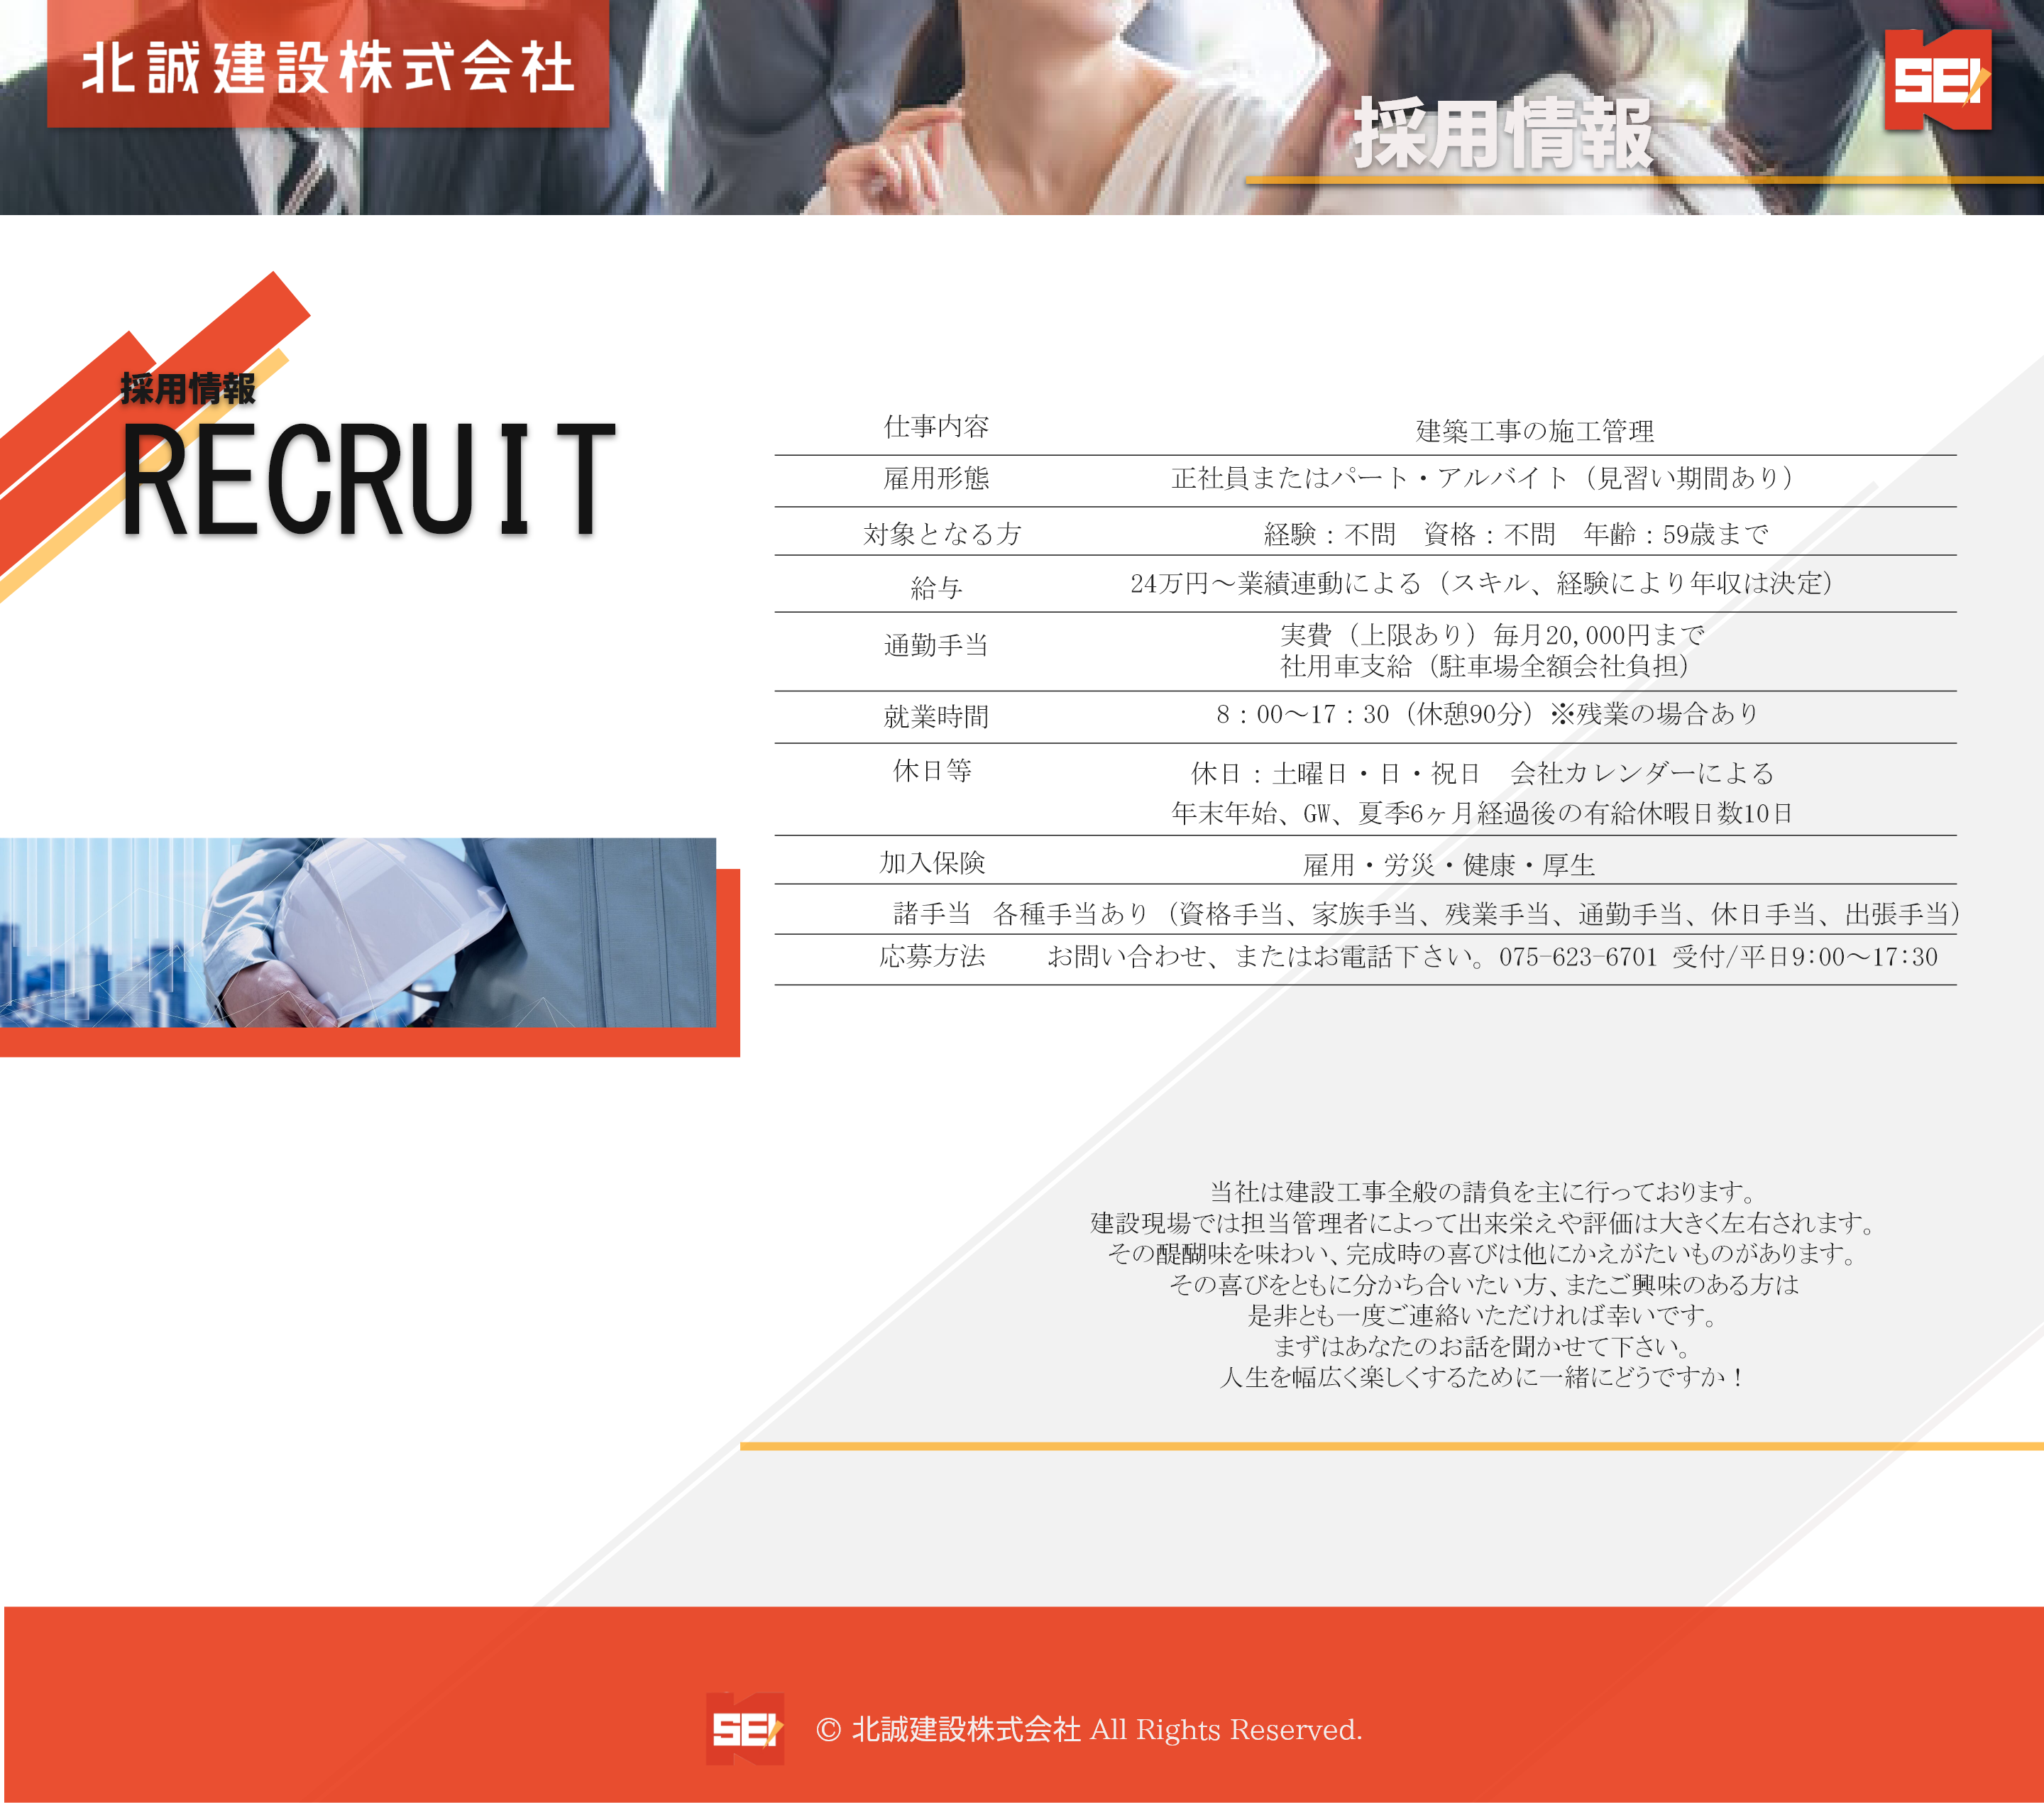 北誠建設株式会社
採用情報
SEI
採用情報
RECRUIT
仕事内容 建築工事の施工管理
雇用形態 正社員またはパート・アルバイト（見習い期間あり）
対象となる方 経験：不問　資格：不問　年齢：59歳まで
給与 24万円～業績連動による（スキル、経験により年収は決定）
通勤手当 実費（上限あり）毎月20,000円まで
社用車支給（駐車場全額会社負担）
就業時間 8：00～17：30（休憩90分）※残業の場合あり
休日等 休日：土曜日・日・祝日　会社カレンダーによる
年末年始、GW、夏季6ヶ月経過後の有給休暇日数10日
加入保険 雇用・労災・健康・厚生
諸手当 各種手当あり（資格手当、家族手当、残業手当、通勤手当、休日手当、出張手当）
応募方法 お問い合わせ、またはお電話下さい。075-623-6701 受付/平日9:00～17:30
当社は建設工事全般の請負を主に行っております。
建設現場では担当管理者によって出来栄えや評価は大きく左右されます。
その醍醐味を味わい、完成時の喜びは他にかえがたいものがあります。
その喜びをともに分かち合いたい方、またご興味のある方は
是非とも一度ご連絡いただければ幸いです。
まずはあなたのお話を聞かせて下さい。
人生を幅広く楽しくするために一緒にどうですか！
SEI
© 北誠建設株式会社 All Rights Reserved.